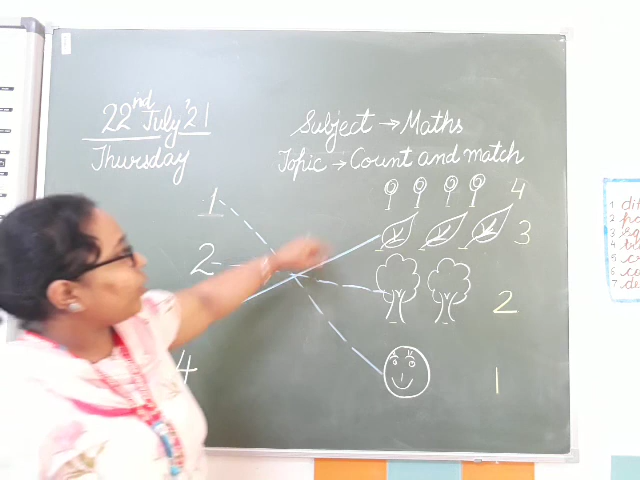 22nd July '21
Thursday
Subject → Maths
Topic → Count and match
1
4
2
3
2
4
1